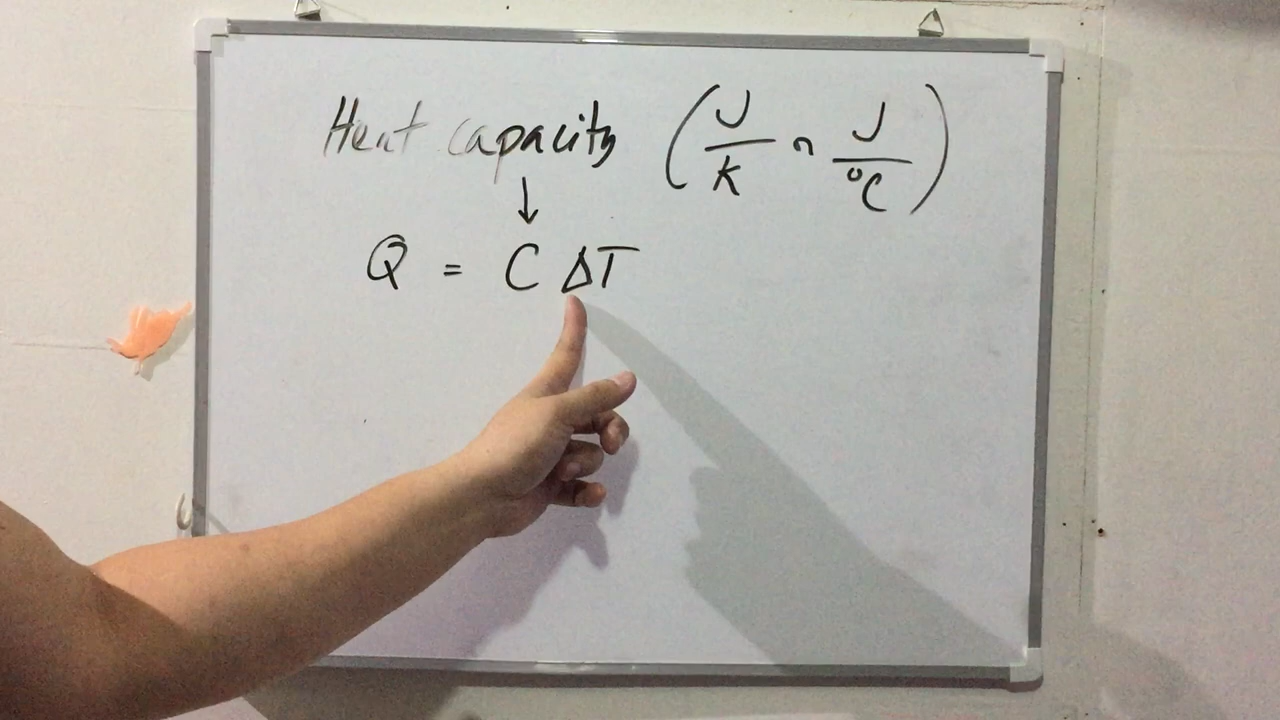 Heat capacity (J/K n J/°C)
↓
Q = C ΔT